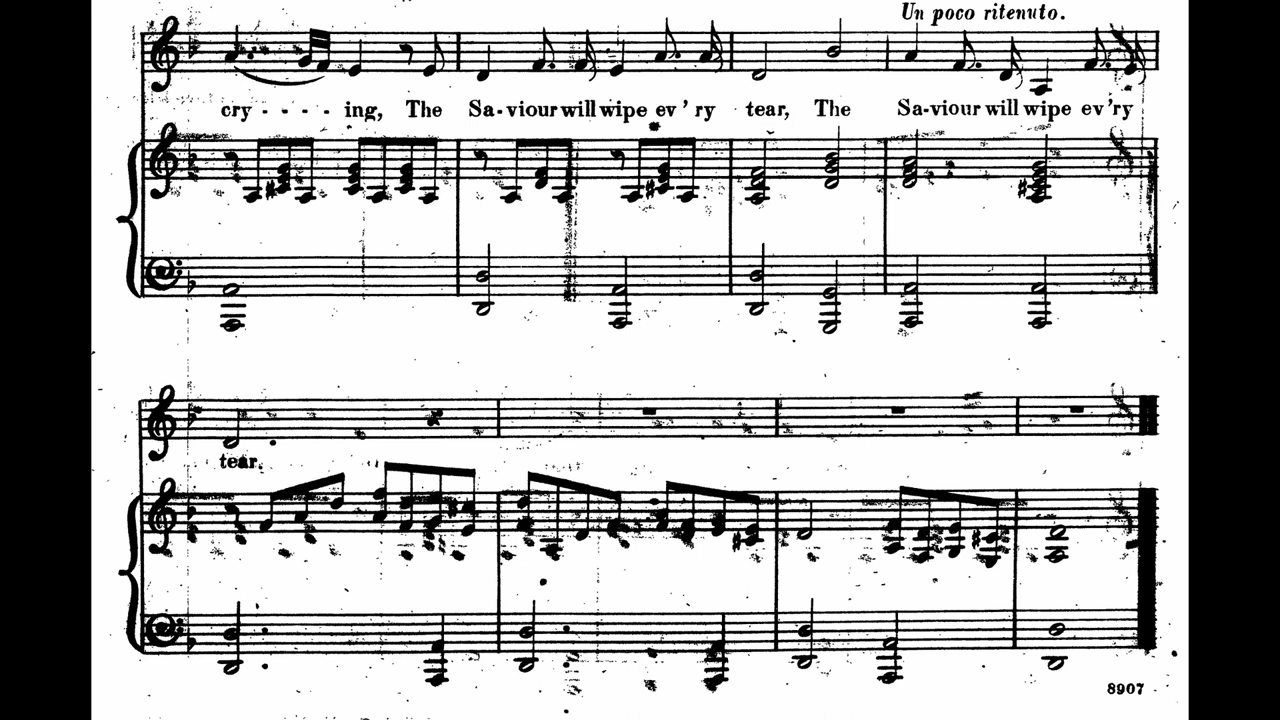 Un poco ritenuto.
cry - - - - ing, The Sa-viour will wipe ev'ry tear, The Sa-viour will wipe ev'ry
tear.
8907